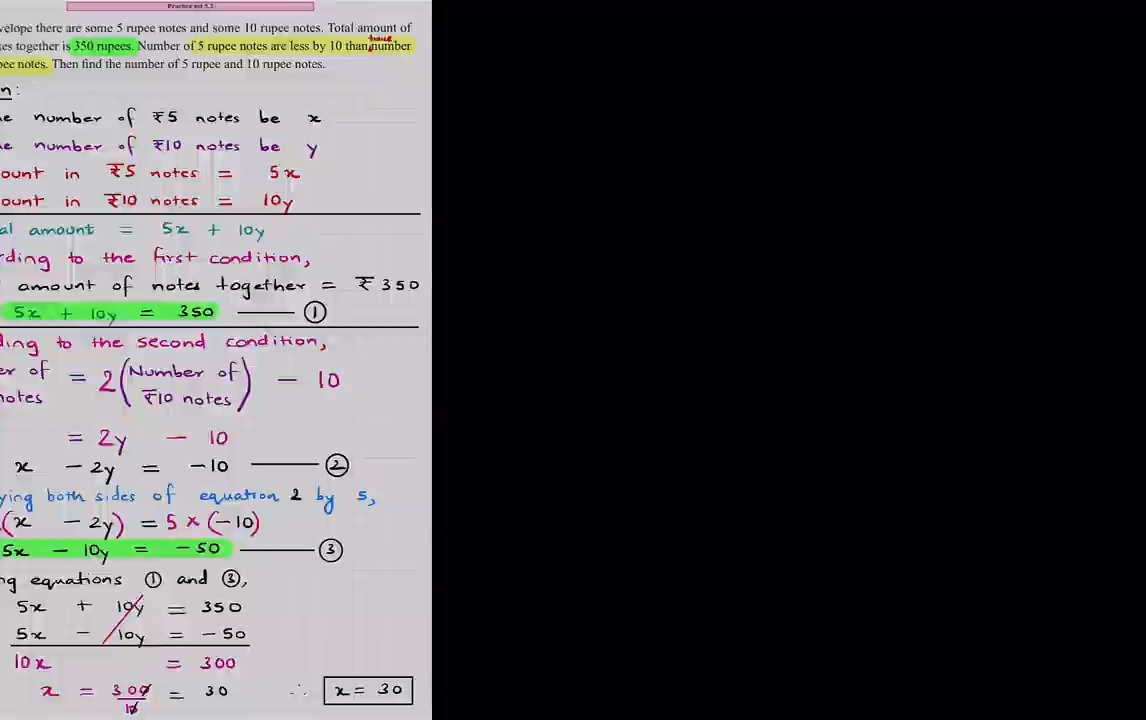 Practice set 5.2
velope there are some 5 rupee notes and some 10 rupee notes. Total amount of
es together is 350 rupees. Number of 5 rupee notes are less by 10 than twice number
ee notes. Then find the number of 5 rupee and 10 rupee notes.
n:
e number of ₹5 notes be x
e number of ₹10 notes be y
ount in ₹5 notes = 5x
ount in ₹10 notes = 10y
al amount = 5x + 10y
rding to the first condition,
amount of notes together = ₹350
5x + 10y = 350 ——— ①
ding to the second condition,
er of = 2(Number of ₹10 notes) − 10
notes
= 2y − 10
x − 2y = −10 ——— ②
ying both sides of equation 2 by 5,
(x − 2y) = 5 × (−10)
5x − 10y = −50 ——— ③
ng equations ① and ③,
5x + 10y = 350
5x − 10y = −50
10x = 300
x = 300/10 = 30 ∴ x = 30